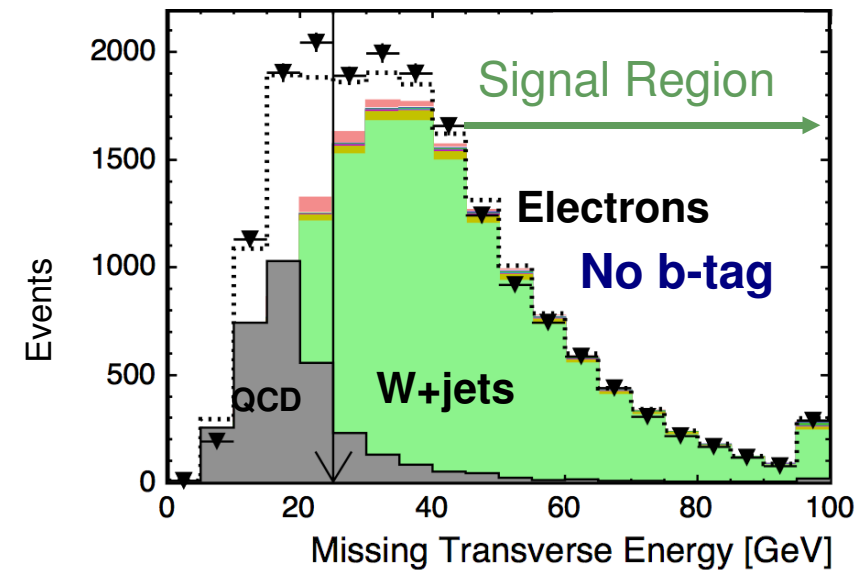 2000
1500
1000
500
0
Events
Signal Region
Electrons
No b-tag
QCD
W+jets
0 20 40 60 80 100
Missing Transverse Energy [GeV]